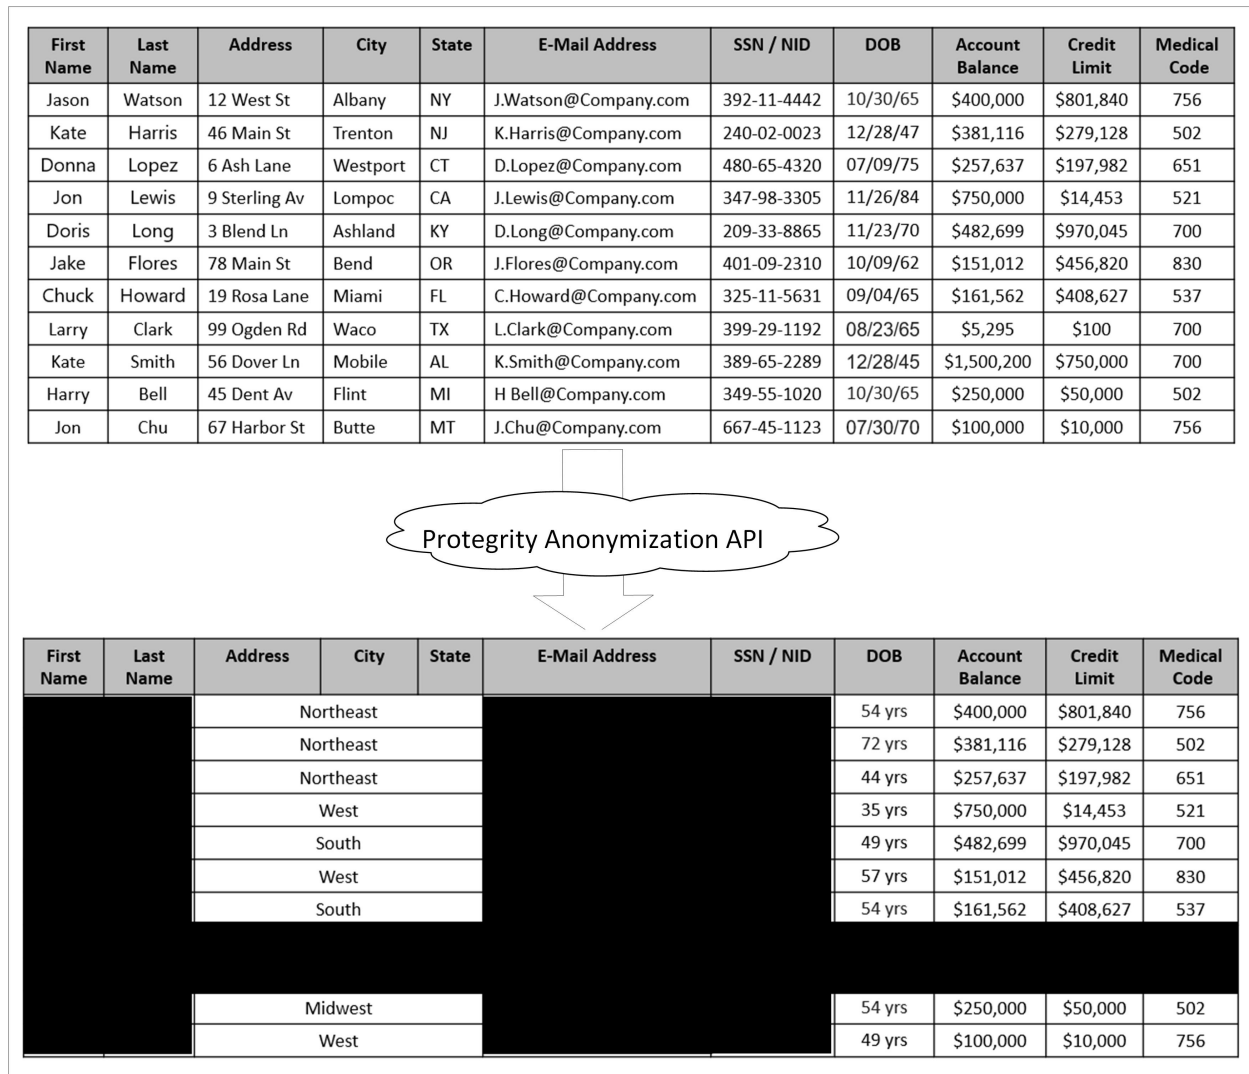 First Name Last Name Address City State E-Mail Address SSN / NID DOB Account Balance Credit Limit Medical Code
Jason Watson 12 West St Albany NY J.Watson@Company.com 392-11-4442 10/30/65 $400,000 $801,840 756
Kate Harris 46 Main St Trenton NJ K.Harris@Company.com 240-02-0023 12/28/47 $381,116 $279,128 502
Donna Lopez 6 Ash Lane Westport CT D.Lopez@Company.com 480-65-4320 07/09/75 $257,637 $197,982 651
Jon Lewis 9 Sterling Av Lompoc CA J.Lewis@Company.com 347-98-3305 11/26/84 $750,000 $14,453 521
Doris Long 3 Blend Ln Ashland KY D.Long@Company.com 209-33-8865 11/23/70 $482,699 $970,045 700
Jake Flores 78 Main St Bend OR J.Flores@Company.com 401-09-2310 10/09/62 $151,012 $456,820 830
Chuck Howard 19 Rosa Lane Miami FL C.Howard@Company.com 325-11-5631 09/04/65 $161,562 $408,627 537
Larry Clark 99 Ogden Rd Waco TX L.Clark@Company.com 399-29-1192 08/23/65 $5,295 $100 700
Kate Smith 56 Dover Ln Mobile AL K.Smith@Company.com 389-65-2289 12/28/45 $1,500,200 $750,000 700
Harry Bell 45 Dent Av Flint MI H Bell@Company.com 349-55-1020 10/30/65 $250,000 $50,000 502
Jon Chu 67 Harbor St Butte MT J.Chu@Company.com 667-45-1123 07/30/70 $100,000 $10,000 756
Protegrity Anonymization API
First Name Last Name Address City State E-Mail Address SSN / NID DOB Account Balance Credit Limit Medical Code
Northeast 54 yrs $400,000 $801,840 756
Northeast 72 yrs $381,116 $279,128 502
Northeast 44 yrs $257,637 $197,982 651
West 35 yrs $750,000 $14,453 521
South 49 yrs $482,699 $970,045 700
West 57 yrs $151,012 $456,820 830
South 54 yrs $161,562 $408,627 537
Midwest 54 yrs $250,000 $50,000 502
West 49 yrs $100,000 $10,000 756